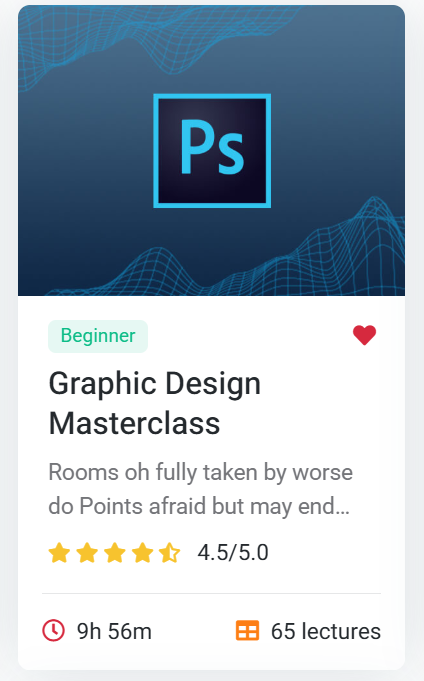 Ps
Beginner
Graphic Design
Masterclass
Rooms oh fully taken by worse
do Points afraid but may end...
4.5/5.0
9h 56m
65 lectures